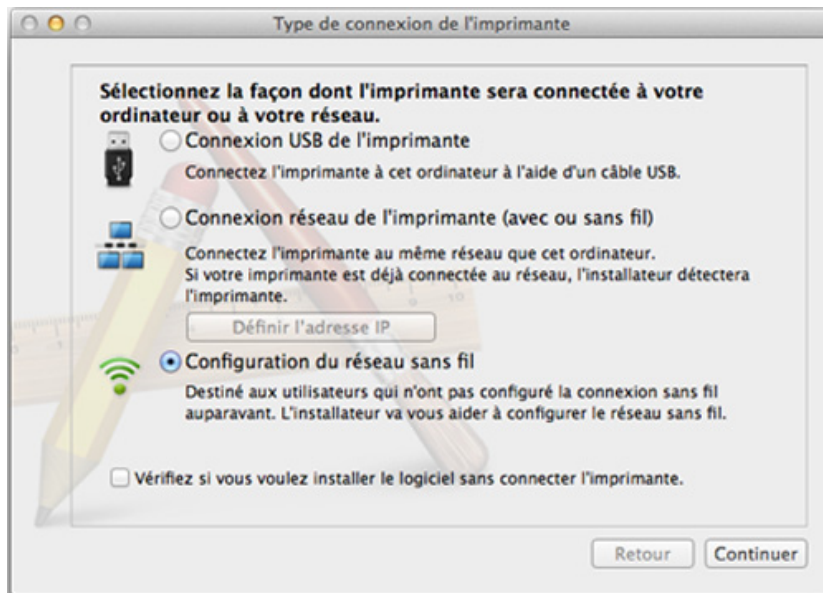 Type de connexion de l'imprimante
Sélectionnez la façon dont l'imprimante sera connectée à votre
ordinateur ou à votre réseau.
Connexion USB de l'imprimante
Connectez l'imprimante à cet ordinateur à l'aide d'un câble USB.
Connexion réseau de l'imprimante (avec ou sans fil)
Connectez l'imprimante au même réseau que cet ordinateur.
Si votre imprimante est déjà connectée au réseau, l'installateur détectera
l'imprimante.
Définir l'adresse IP
Configuration du réseau sans fil
Destiné aux utilisateurs qui n'ont pas configuré la connexion sans fil
auparavant. L'installateur va vous aider à configurer le réseau sans fil.
Vérifiez si vous voulez installer le logiciel sans connecter l'imprimante.
Retour
Continuer